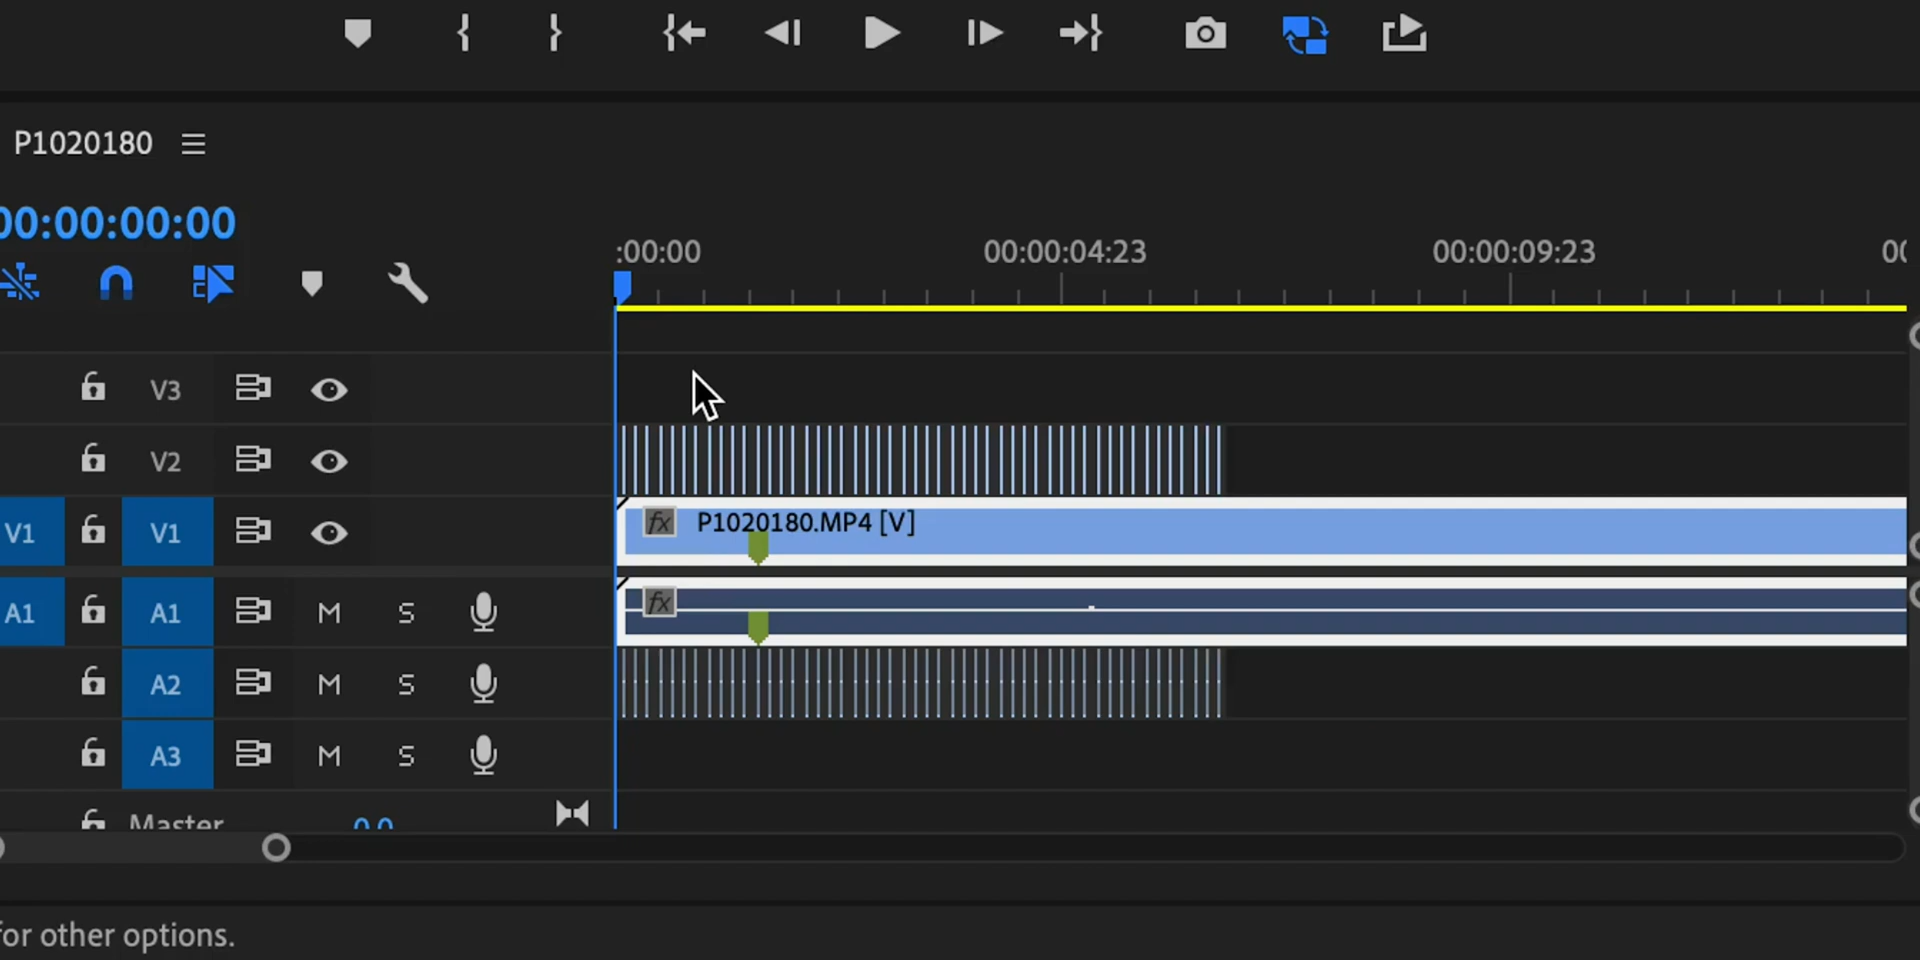 P1020180
00:00:00:00
:00:00 00:00:04:23 00:00:09:23 00
V3
V2
V1 V1 fx P1020180.MP4 [V]
A1 A1 M S fx
A2 M S
A3 M S
Master 0.0
for other options.